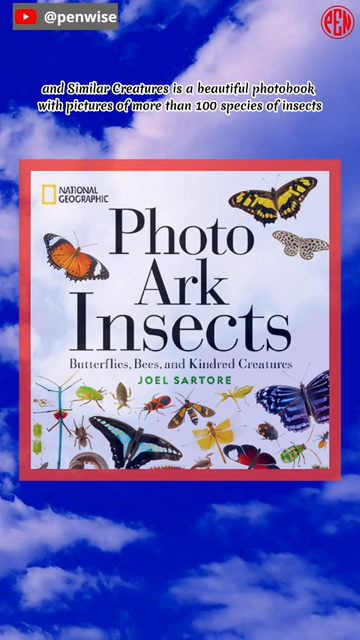 @penwise
PEN
and Similar Creatures is a beautiful photobook
with pictures of more than 100 species of insects
NATIONAL
GEOGRAPHIC
Photo
Ark
Insects
Butterflies, Bees, and Kindred Creatures
JOEL SARTORE